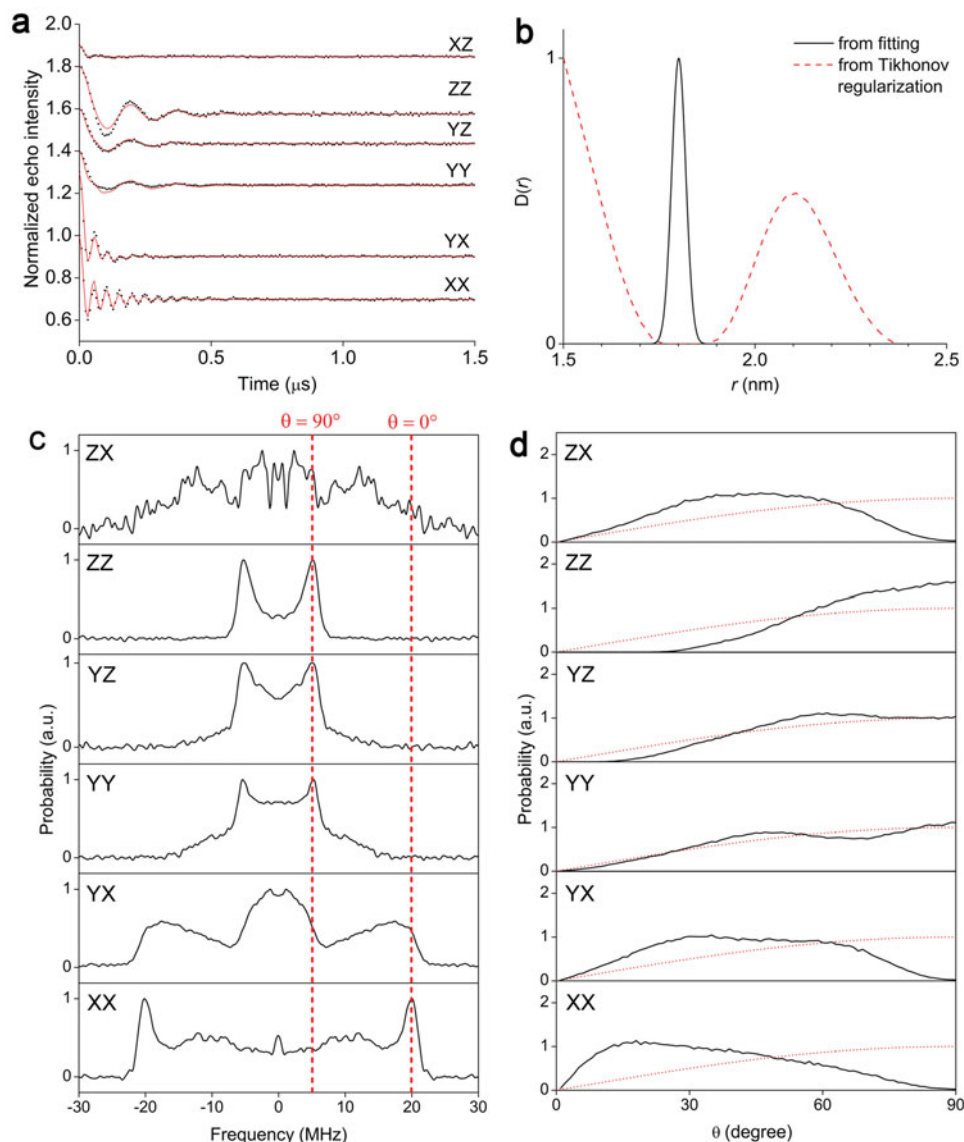 a
2.0
1.8
1.6
1.4
1.2
1.0
0.8
0.6
Normalized echo intensity
XZ
ZZ
YZ
YY
YX
XX
0.0
0.5
1.0
1.5
Time (μs)
b
from fitting
from Tikhonov
regularization
1
0
D(r)
1.5
2.0
2.5
r (nm)
c
θ = 90°
θ = 0°
ZX
1
0
ZZ
1
0
YZ
1
0
YY
1
0
YX
1
0
XX
1
0
Probability (a.u.)
-30
-20
-10
0
10
20
30
Frequency (MHz)
d
ZX
2
1
0
ZZ
2
1
0
YZ
2
1
0
YY
2
1
0
YX
2
1
0
XX
2
1
0
Probability (a.u.)
0
30
60
90
θ (degree)